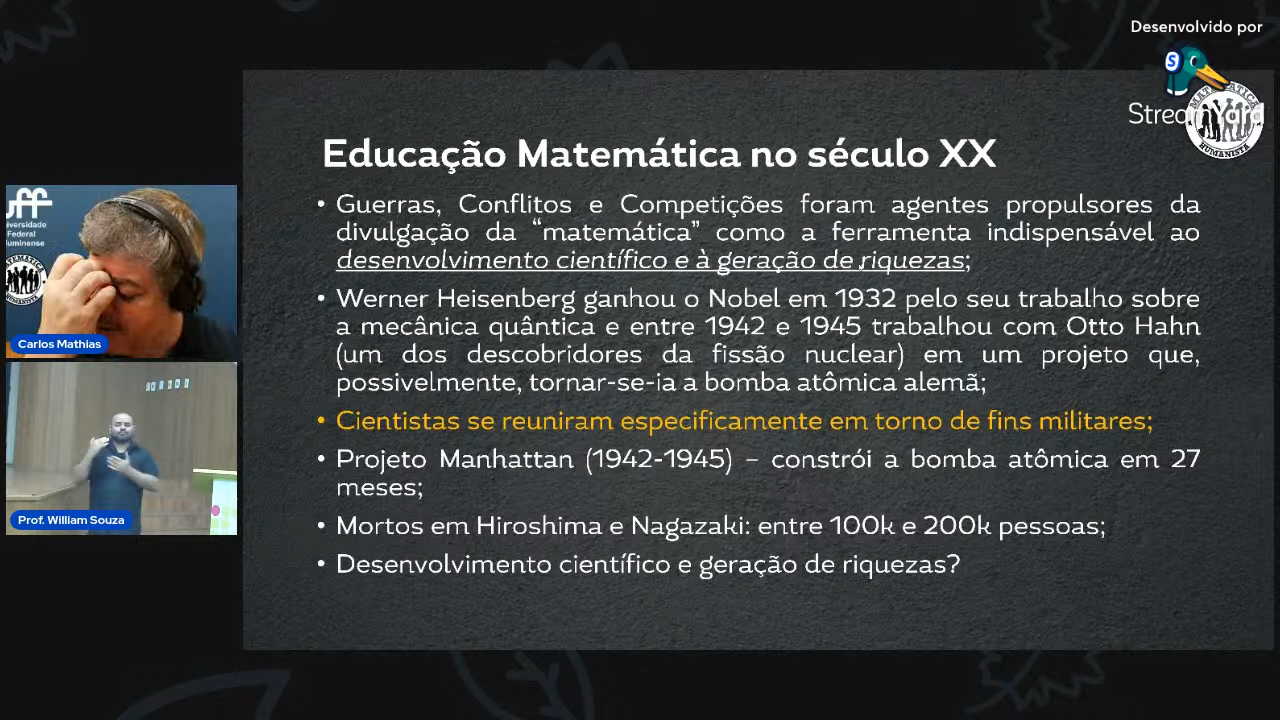 Desenvolvido por
StreamYard
MATEMÁTICA
HUMANISTA
Educação Matemática no século XX
• Guerras, Conflitos e Competições foram agentes propulsores da
divulgação da “matemática” como a ferramenta indispensável ao
desenvolvimento científico e à geração de riquezas;
• Werner Heisenberg ganhou o Nobel em 1932 pelo seu trabalho sobre
a mecânica quântica e entre 1942 e 1945 trabalhou com Otto Hahn
(um dos descobridores da fissão nuclear) em um projeto que,
possivelmente, tornar-se-ia a bomba atômica alemã;
• Cientistas se reuniram especificamente em torno de fins militares;
• Projeto Manhattan (1942-1945) – constrói a bomba atômica em 27
meses;
• Mortos em Hiroshima e Nagazaki: entre 100k e 200k pessoas;
• Desenvolvimento científico e geração de riquezas?
uff
Federal
Carlos Mathias
Prof. William Souza